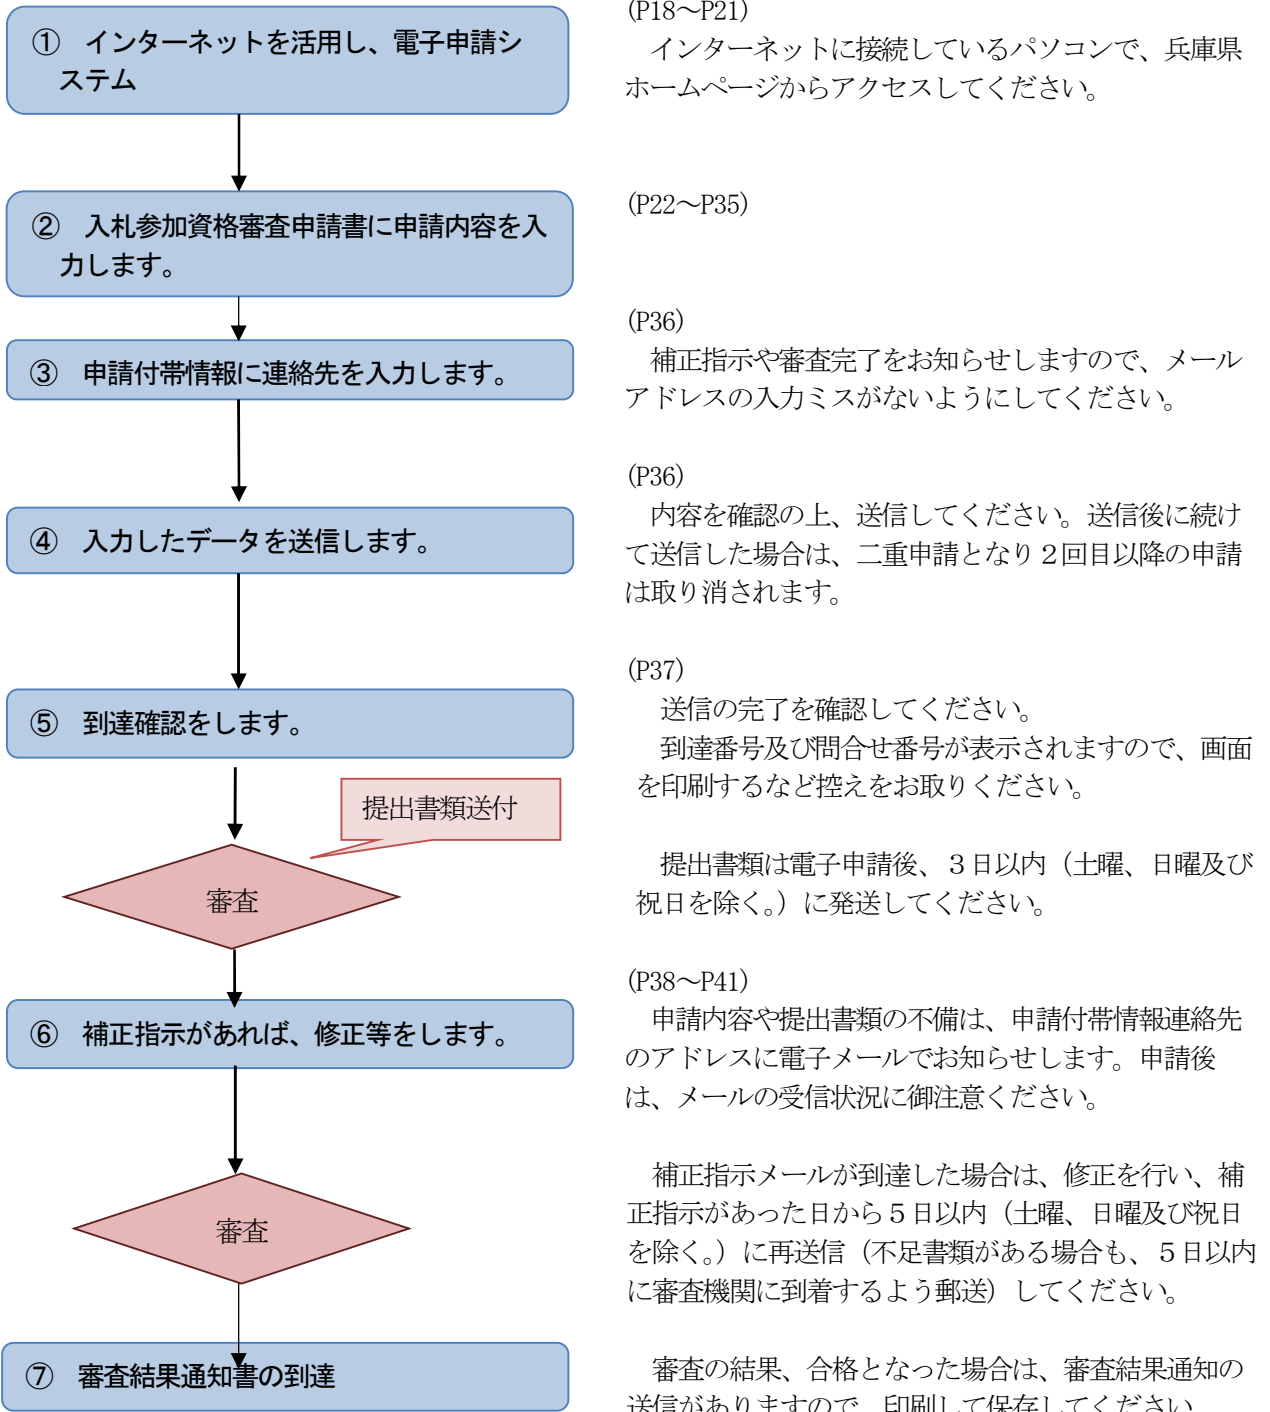 (P18～P21)
① インターネットを活用し、電子申請シ
ステム
インターネットに接続しているパソコンで、兵庫県
ホームページからアクセスしてください。
② 入札参加資格審査申請書に申請内容を入
力します。
(P22～P35)
③ 申請付帯情報に連絡先を入力します。
(P36)
補正指示や審査完了をお知らせしますので、メール
アドレスの入力ミスがないようにしてください。
④ 入力したデータを送信します。
(P36)
内容を確認の上、送信してください。送信後に続け
て送信した場合は、二重申請となり２回目以降の申請
は取り消されます。
⑤ 到達確認をします。
(P37)
送信の完了を確認してください。
到達番号及び問合せ番号が表示されますので、画面
を印刷するなど控えをお取りください。
提出書類送付
審査
提出書類は電子申請後、３日以内（土曜、日曜及び
祝日を除く。）に発送してください。
⑥ 補正指示があれば、修正等をします。
(P38～P41)
申請内容や提出書類の不備は、申請付帯情報連絡先
のアドレスに電子メールでお知らせします。申請後
は、メールの受信状況に御注意ください。
審査
補正指示メールが到達した場合は、修正を行い、補
正指示があった日から５日以内（土曜、日曜及び祝日
を除く。）に再送信（不足書類がある場合も、５日以内
に審査機関に到着するよう郵送）してください。
⑦ 審査結果通知書の到達
審査の結果、合格となった場合は、審査結果通知の
送信がありますので、印刷して保存してください。